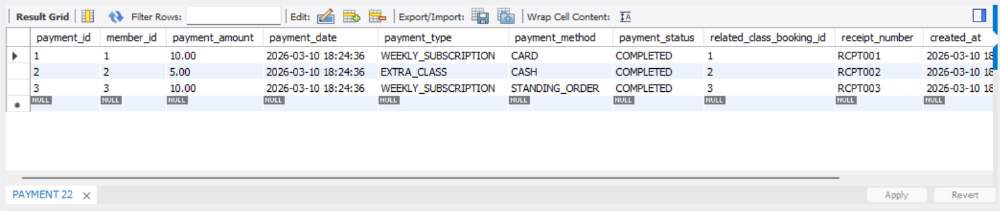 Result Grid Filter Rows: Edit: Export/Import: Wrap Cell Content: IA
payment_id member_id payment_amount payment_date payment_type payment_method payment_status related_class_booking_id receipt_number created_at
1 1 10.00 2026-03-10 18:24:36 WEEKLY_SUBSCRIPTION CARD COMPLETED 1 RCPT001 2026-03-10 18
2 2 5.00 2026-03-10 18:24:36 EXTRA_CLASS CASH COMPLETED 2 RCPT002 2026-03-10 18
3 3 10.00 2026-03-10 18:24:36 WEEKLY_SUBSCRIPTION STANDING_ORDER COMPLETED 3 RCPT003 2026-03-10 18
NULL NULL NULL NULL NULL NULL NULL NULL NULL NULL
PAYMENT 22 Apply Revert